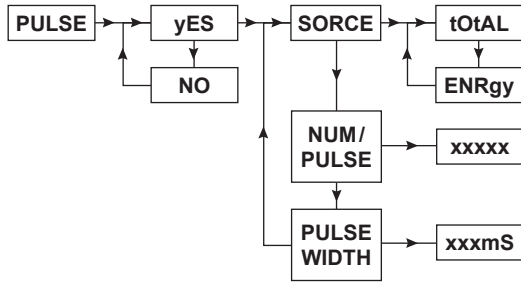 PULSE
yES
SORCE
tOtAL
NO
ENRgy
NUM/
PULSE
xxxxx
PULSE
WIDTH
xxxmS